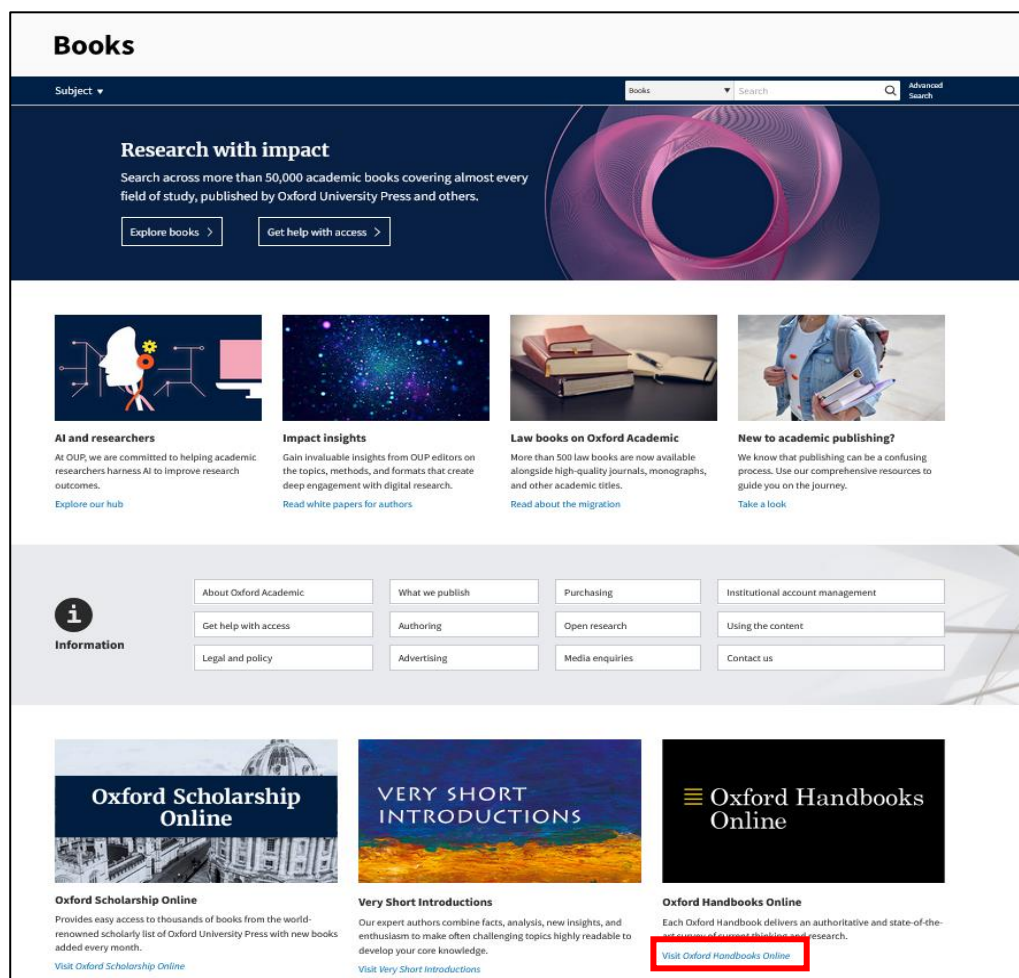 Books
Subject ▼
Books ▼
Search
Advanced
Search
Research with impact
Search across more than 50,000 academic books covering almost every
field of study, published by Oxford University Press and others.
Explore books >
Get help with access >
AI and researchers
At OUP, we are committed to helping academic
researchers harness AI to improve research
outcomes.
Explore our hub
Impact insights
Gain invaluable insights from OUP editors on
the topics, methods, and formats that create
deep engagement with digital research.
Read white papers for authors
Law books on Oxford Academic
More than 500 law books are now available
alongside high-quality journals, monographs,
and other academic titles.
Read about the migration
New to academic publishing?
We know that publishing can be a confusing
process. Use our comprehensive resources to
guide you on the journey.
Take a look
i
Information
About Oxford Academic
What we publish
Purchasing
Institutional account management
Get help with access
Authoring
Open research
Using the content
Legal and policy
Advertising
Media enquiries
Contact us
Oxford Scholarship
Online
Oxford Scholarship Online
Provides easy access to thousands of books from the world-
renowned scholarly list of Oxford University Press with new books
added every month.
Visit Oxford Scholarship Online
VERY SHORT
INTRODUCTIONS
Very Short Introductions
Our expert authors combine facts, analysis, new insights, and
enthusiasm to make often challenging topics highly readable to
develop your core knowledge.
Visit Very Short Introductions
Oxford Handbooks
Online
Oxford Handbooks Online
Each Oxford Handbook delivers an authoritative and state-of-the-
art survey of current thinking and research.
Visit Oxford Handbooks Online